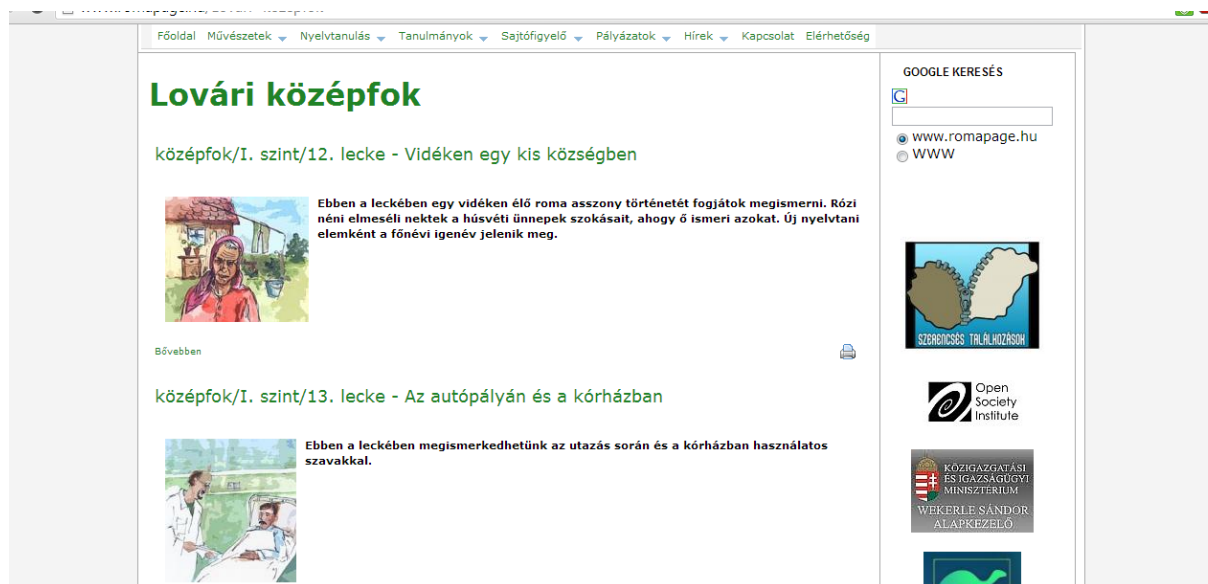 Főoldal Művészetek Nyelvtanulás Tanulmányok Sajtófigyelő Pályázatok Hírek Kapcsolat Elérhetőség
Lovári középfok
középfok/I. szint/12. lecke - Vidéken egy kis községben
Ebben a leckében egy vidéken élő roma asszony történetét fogjátok megismerni. Rózi
néni elmeséli nektek a húsvéti ünnepek szokásait, ahogy ő ismeri azokat. Új nyelvtani
elemként a főnévi igenév jelenik meg.
Bővebben
középfok/I. szint/13. lecke - Az autópályán és a kórházban
Ebben a leckében megismerkedhetünk az utazás során és a kórházban használatos
szavakkal.
GOOGLE KERESÉS
G
www.romapage.hu
WWW
SZERENCSÉS TALÁLKOZÁSOK
Open
Society
Institute
KÖZIGAZGATÁSI
ÉS IGAZSÁGÜGYI
MINISZTÉRIUM
WEKERLE SÁNDOR
ALAPKEZELŐ